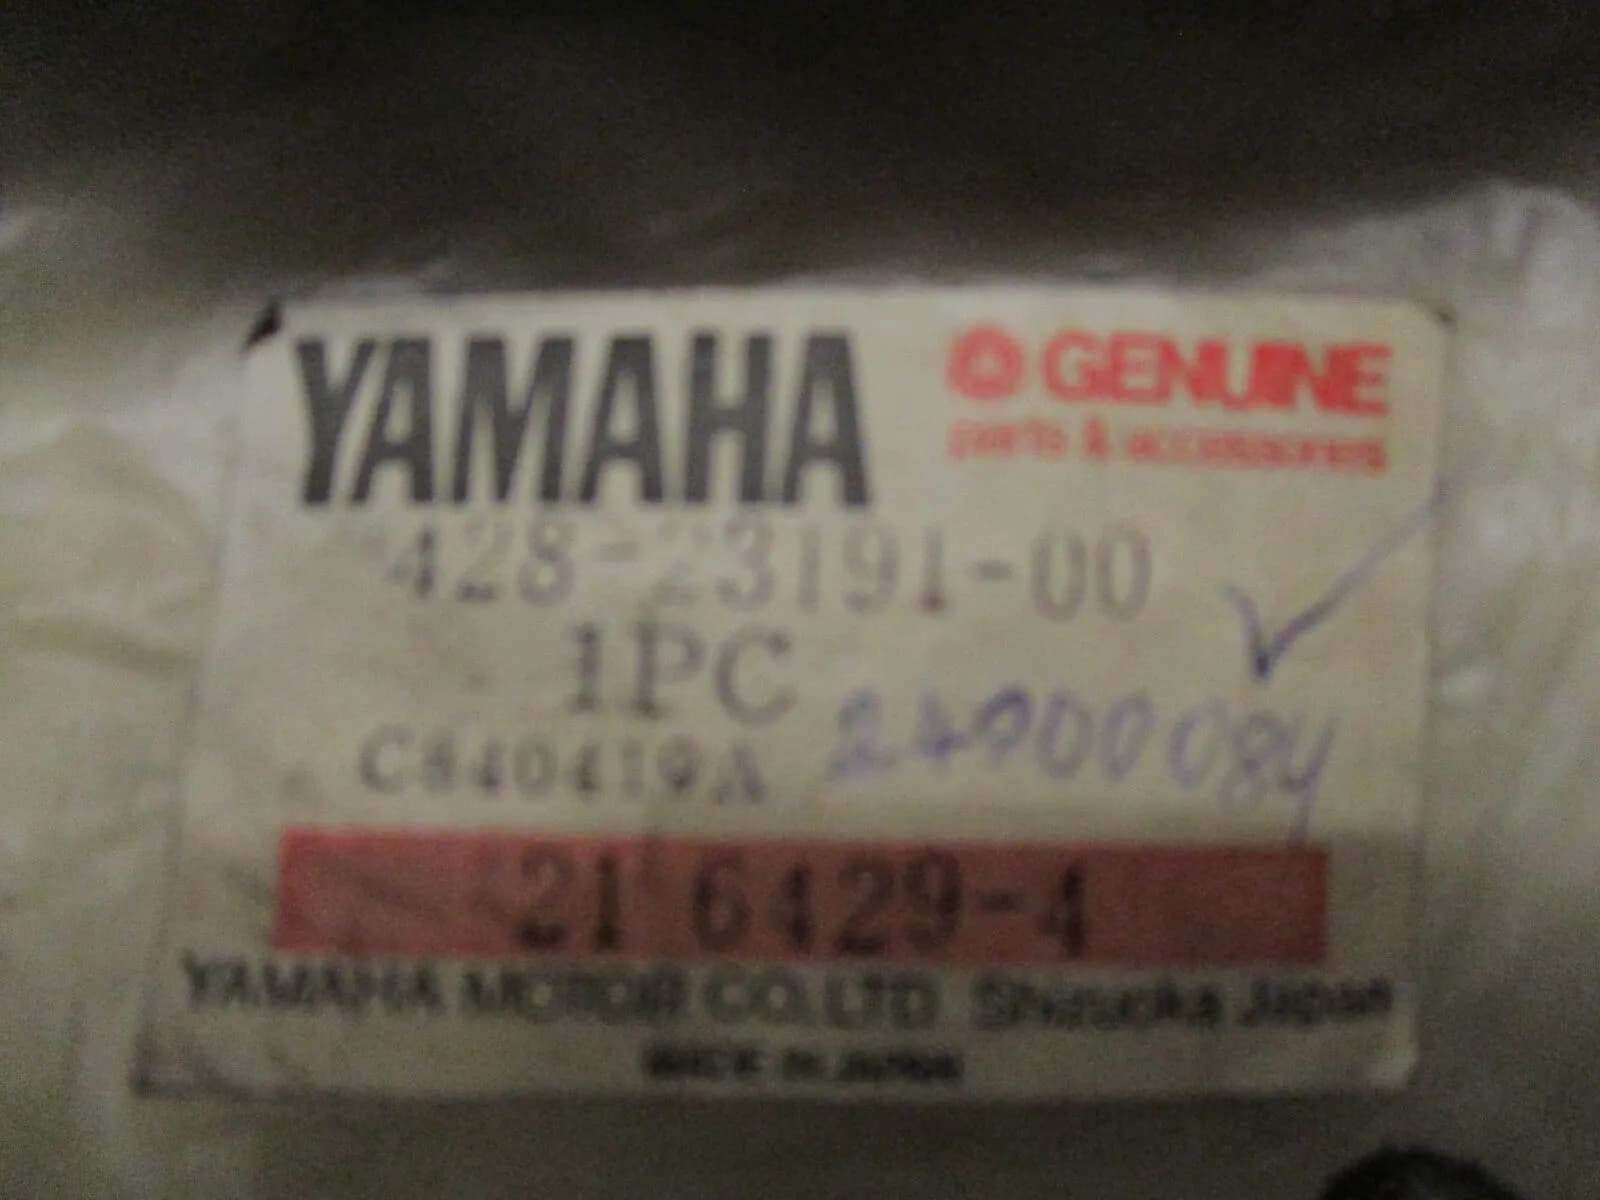 YAMAHA GENUINE
parts & accessories
428-23191-00
1PC
C840419A 24000084
21 6429-4
YAMAHA MOTOR CO. LTD Shizuoka Japan
MADE IN JAPAN